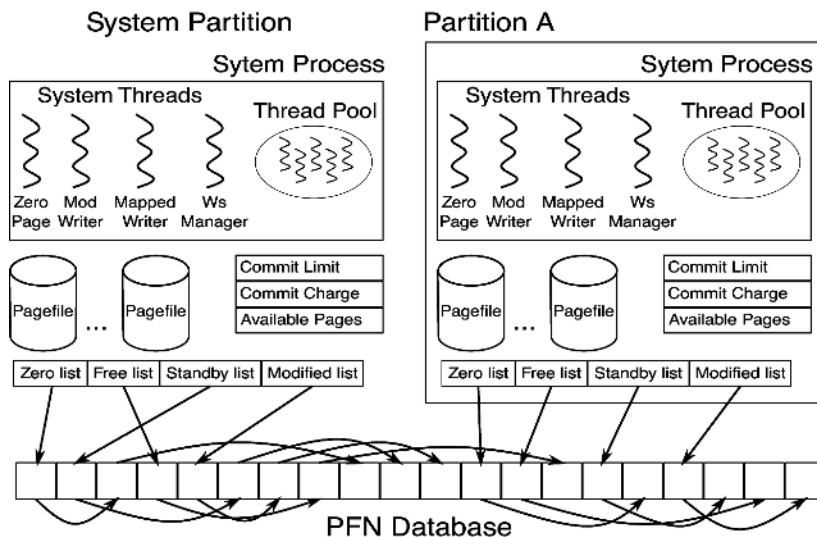 System Partition
Partition A
Sytem Process
Sytem Process
System Threads
Thread Pool
System Threads
Thread Pool
Zero Page
Mod Writer
Mapped Writer
Ws Manager
Zero Page
Mod Writer
Mapped Writer
Ws Manager
Pagefile
...
Pagefile
Commit Limit
Commit Charge
Available Pages
Pagefile
...
Pagefile
Commit Limit
Commit Charge
Available Pages
Zero list
Free list
Standby list
Modified list
Zero list
Free list
Standby list
Modified list
PFN Database